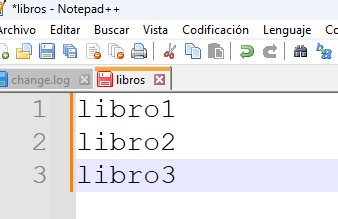 *libros - Notepad++
Archivo Editar Buscar Vista Codificación Lenguaje
change.log libros
1 libro1
2 libro2
3 libro3